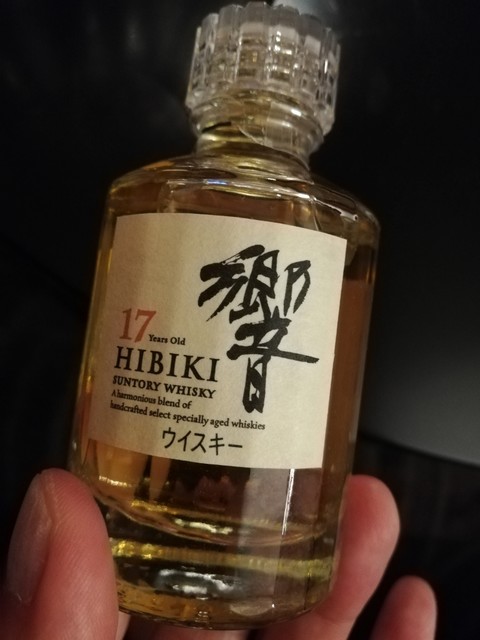 響
17 Years Old
HIBIKI
SUNTORY WHISKY
A harmonious blend of
handcrafted select specially aged whiskies
ウイスキー